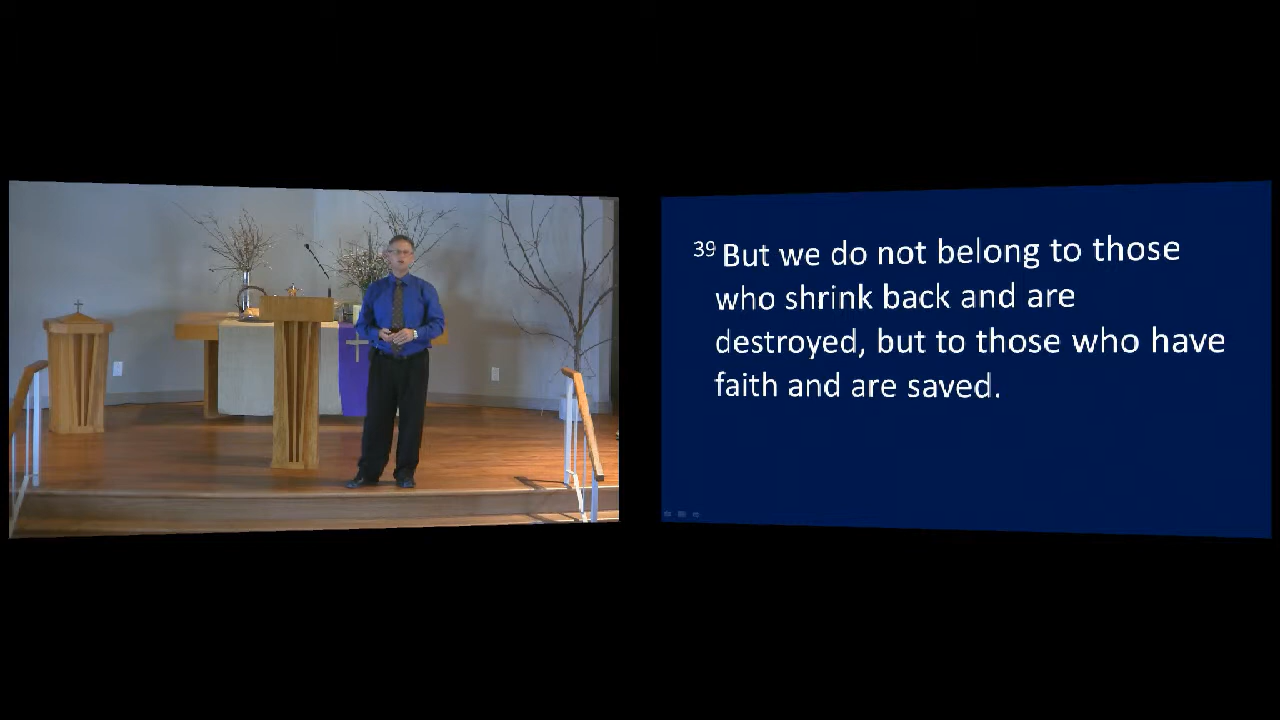 39 But we do not belong to those
who shrink back and are
destroyed, but to those who have
faith and are saved.